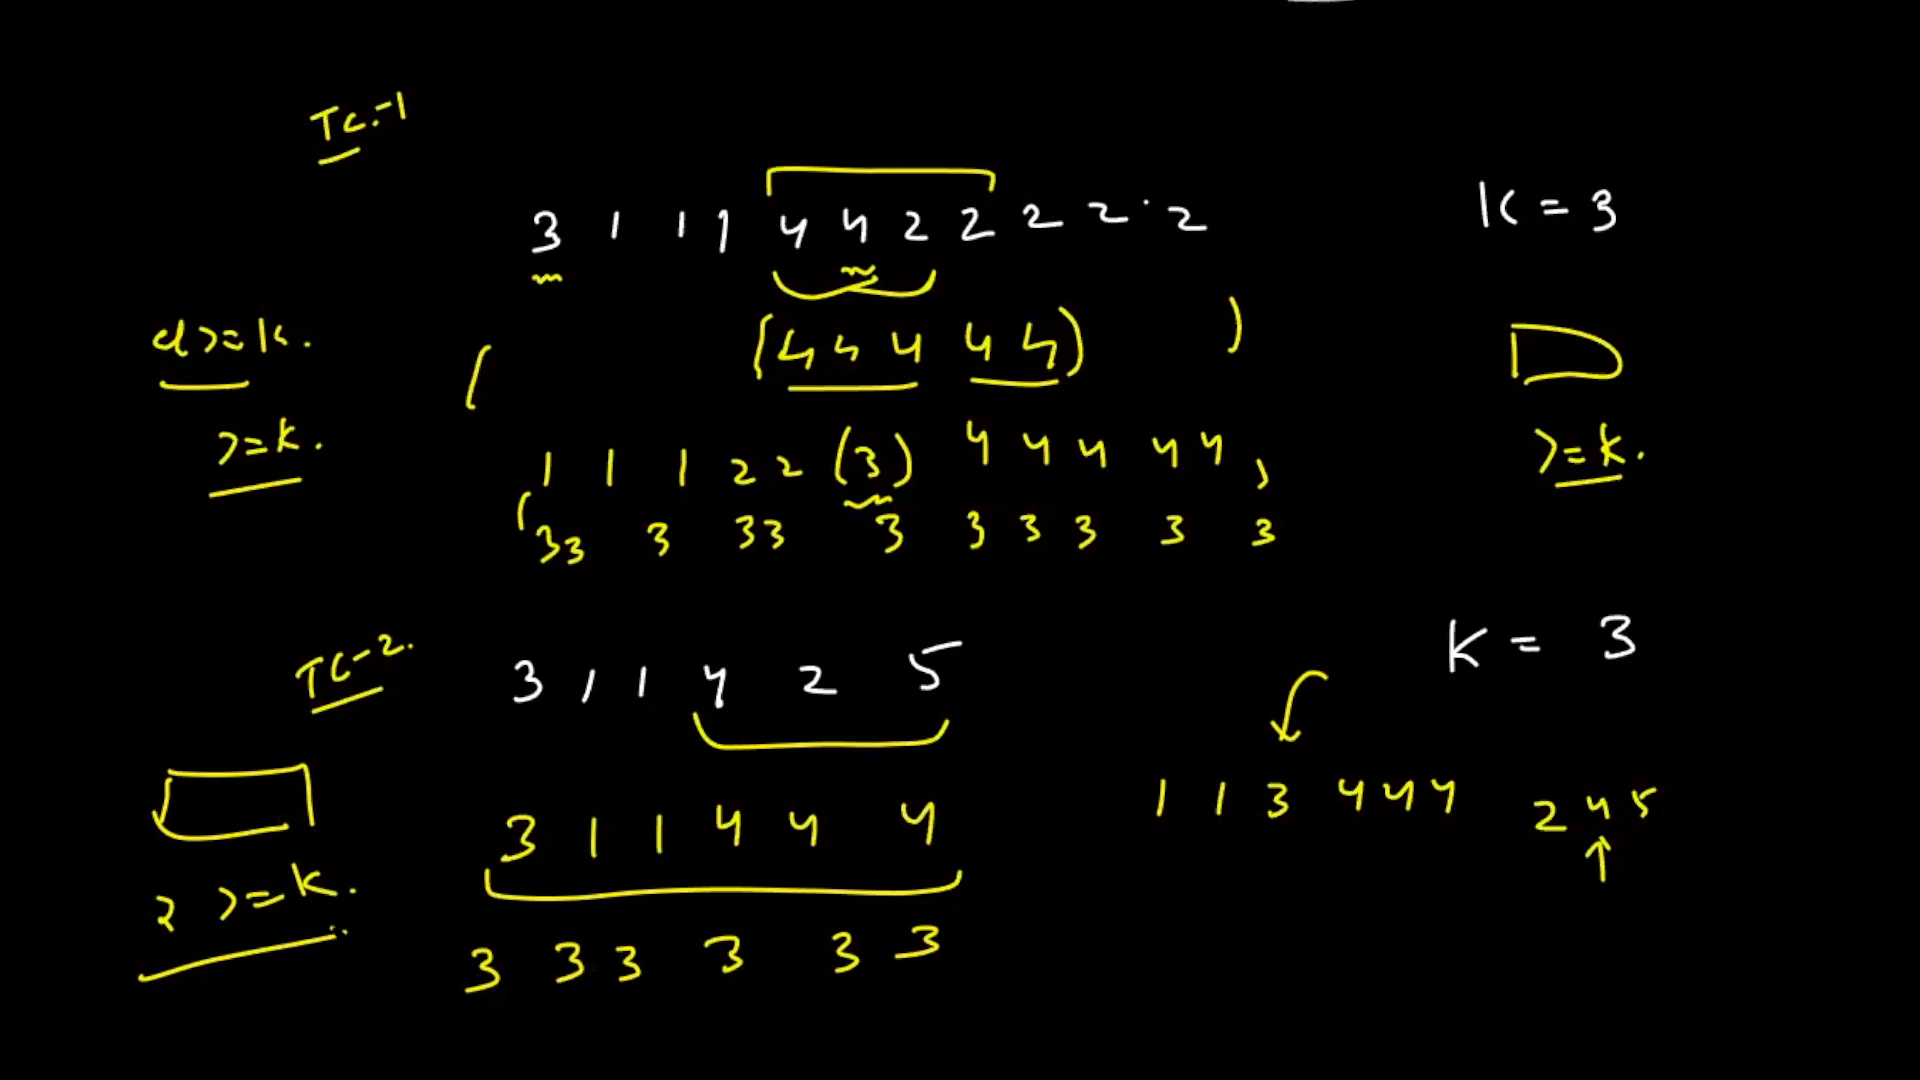 TC-1
3 1 1 1 4 4 2 2 2 2 2
K = 3
el >= k.
( (4 4 4 4 4) )
>= k.
1 1 1 2 2 (3) 4 4 4 4 4 )
>= k.
( 3 3 3 3 3 3 3 3 3 3 3
TC-2.
3 1 1 4 2 5
K = 3
3 1 1 4 4 4
1 1 3 4 4 4 2 4 5
>= k.
3 3 3 3 3 3